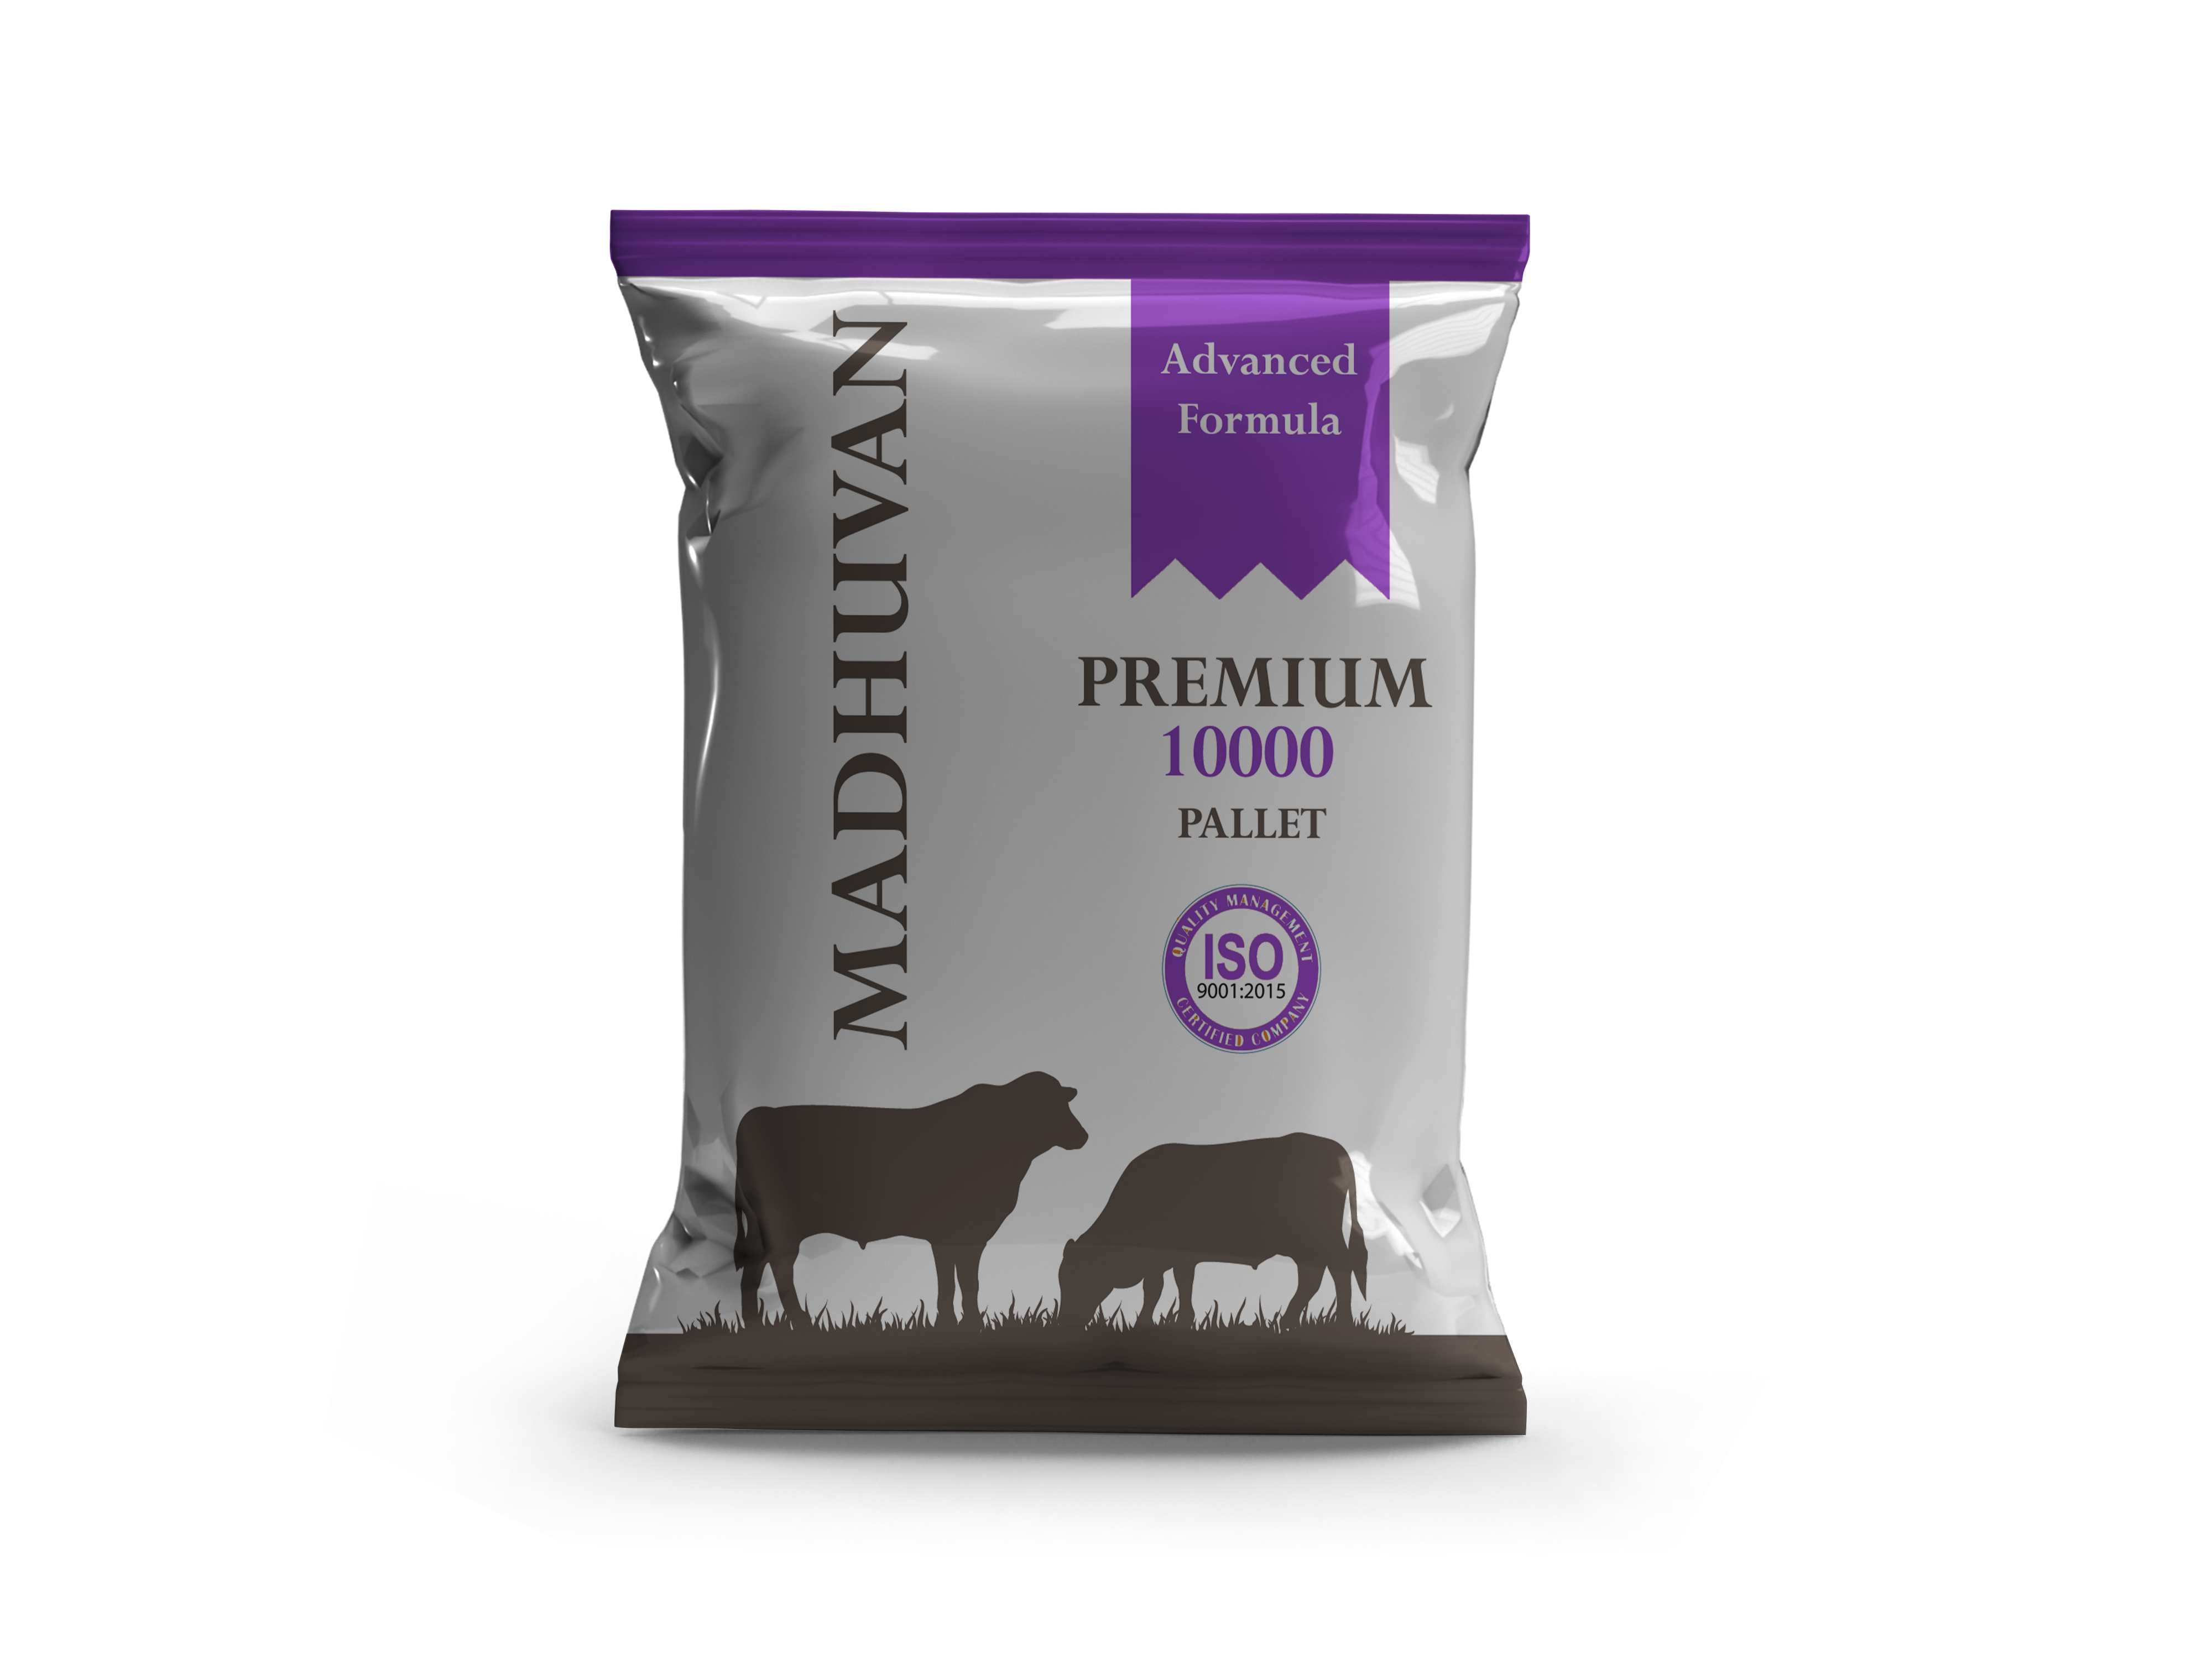 MADHUVAN
Advanced
Formula
PREMIUM
10000
PALLET
QUALITY MANAGEMENT
ISO
9001:2015
CERTIFIED COMPANY